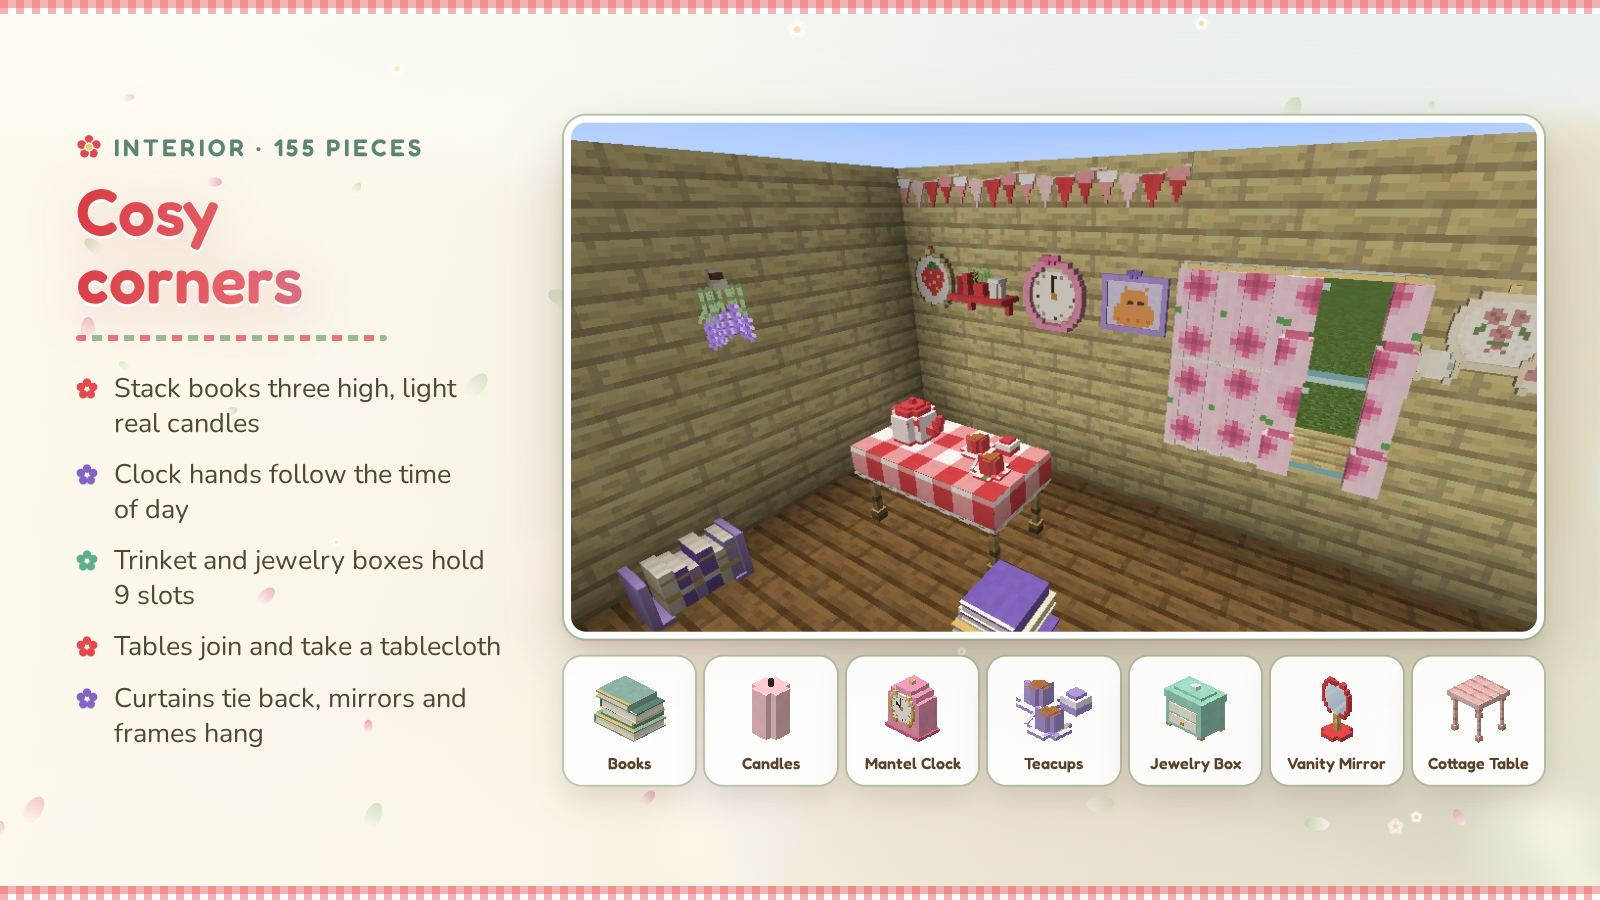 INTERIOR · 155 PIECES
Cosy
corners
Stack books three high, light
real candles
Clock hands follow the time
of day
Trinket and jewelry boxes hold
9 slots
Tables join and take a tablecloth
Curtains tie back, mirrors and
frames hang
Books
Candles
Mantel Clock
Teacups
Jewelry Box
Vanity Mirror
Cottage Table